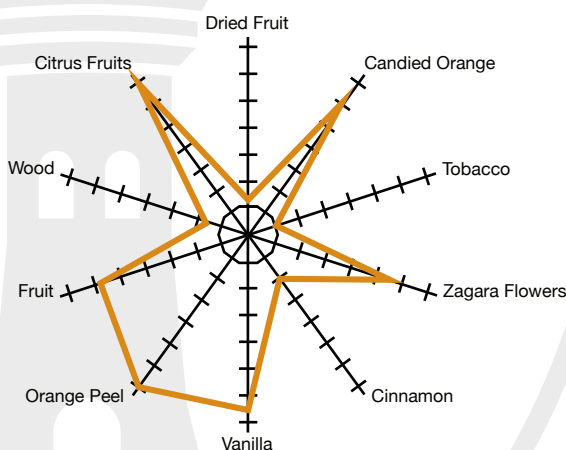 Dried Fruit
Citrus Fruits
Candied Orange
Wood
Tobacco
Fruit
Zagara Flowers
Orange Peel
Cinnamon
Vanilla